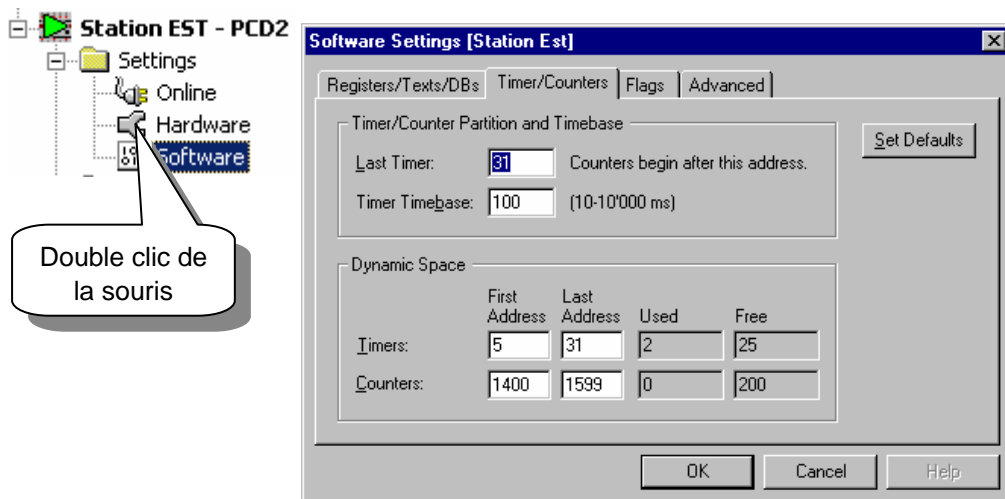 Station EST - PCD2
Settings
Online
Hardware
Software
Double clic de
la souris
Software Settings [Station Est]
Registers/Texts/DBs Timer/Counters Flags Advanced
Timer/Counter Partition and Timebase
Last Timer: 31 Counters begin after this address.
Timer Timebase: 100 (10-10'000 ms)
Set Defaults
Dynamic Space
First Last
Address Address Used Free
Timers: 5 31 2 25
Counters: 1400 1599 0 200
OK Cancel Help